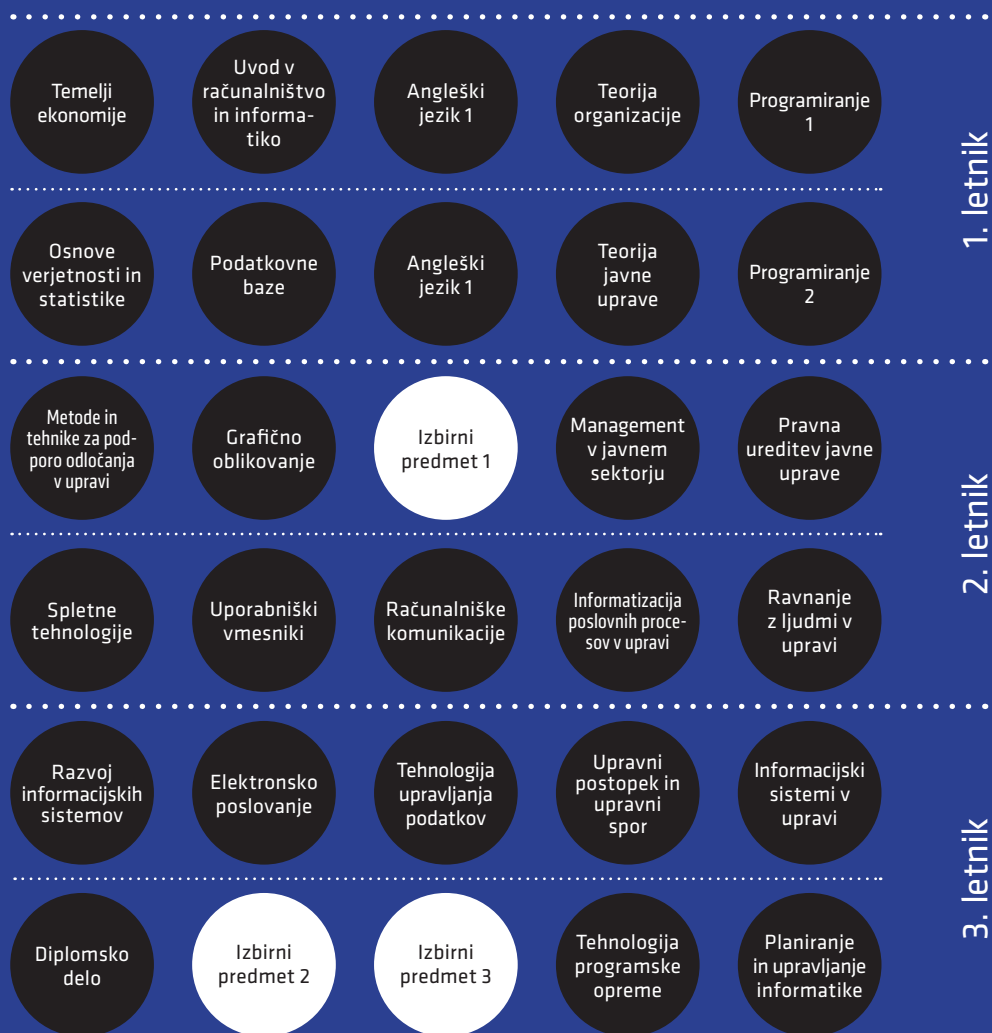 Temelji
ekonomije
Uvod v
računalništvo
in informa-
tiko
Angleški
jezik 1
Teorija
organizacije
Programiranje
1
Osnove
verjetnosti in
statistike
Podatkovne
baze
Angleški
jezik 1
Teorija
javne
uprave
Programiranje
2
1. letnik
Metode in
tehnike za pod-
poro odločanja
v upravi
Grafično
oblikovanje
Izbirni
predmet 1
Management
v javnem
sektorju
Pravna
ureditev javne
uprave
Spletne
tehnologije
Uporabniški
vmesniki
Računalniške
komunikacije
Informatizacija
poslovnih proce-
sov v upravi
Ravnanje
z ljudmi v
upravi
2. letnik
Razvoj
informacijskih
sistemov
Elektronsko
poslovanje
Tehnologija
upravljanja
podatkov
Upravni
postopek in
upravni
spor
Informacijski
sistemi v
upravi
Diplomsko
delo
Izbirni
predmet 2
Izbirni
predmet 3
Tehnologija
programske
opreme
Planiranje
in upravljanje
informatike
3. letnik